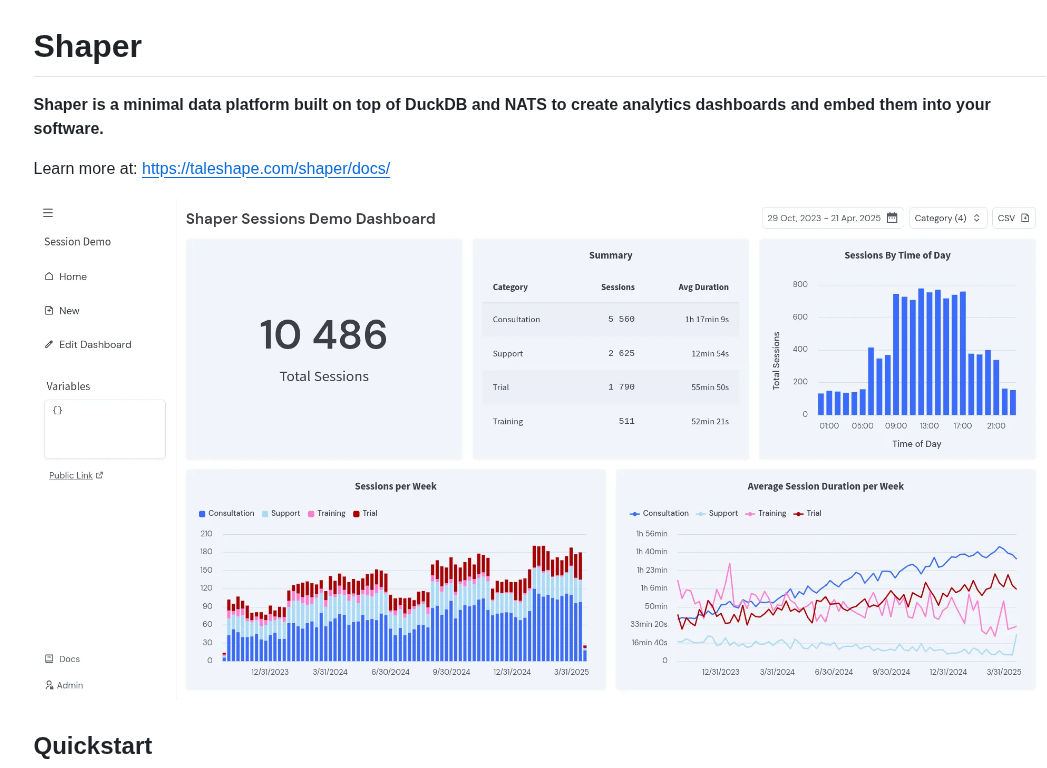 Shaper
Shaper is a minimal data platform built on top of DuckDB and NATS to create analytics dashboards and embed them into your
software.
Learn more at: https://taleshape.com/shaper/docs/
Session Demo
Home
New
Edit Dashboard
Variables
{}
Public Link
Docs
Admin
Shaper Sessions Demo Dashboard
29 Oct, 2023 – 21 Apr, 2025
Category (4)
CSV
10 486
Total Sessions
Summary
Category Sessions Avg Duration
Consultation 5 560 1h 17min 9s
Support 2 625 12min 54s
Trial 1 790 55min 50s
Training 511 52min 21s
Sessions By Time of Day
Total Sessions
800
600
400
200
0
01:00 05:00 09:00 13:00 17:00 21:00
Time of Day
Sessions per Week
Consultation Support Training Trial
210
180
150
120
90
60
30
0
12/31/2023 3/31/2024 6/30/2024 9/30/2024 12/31/2024 3/31/2025
Average Session Duration per Week
Consultation Support Training Trial
1h 56min
1h 40min
1h 23min
1h 6min
50min
33min 20s
16min 40s
0
12/31/2023 3/31/2024 6/30/2024 9/30/2024 12/31/2024 3/31/2025
Quickstart